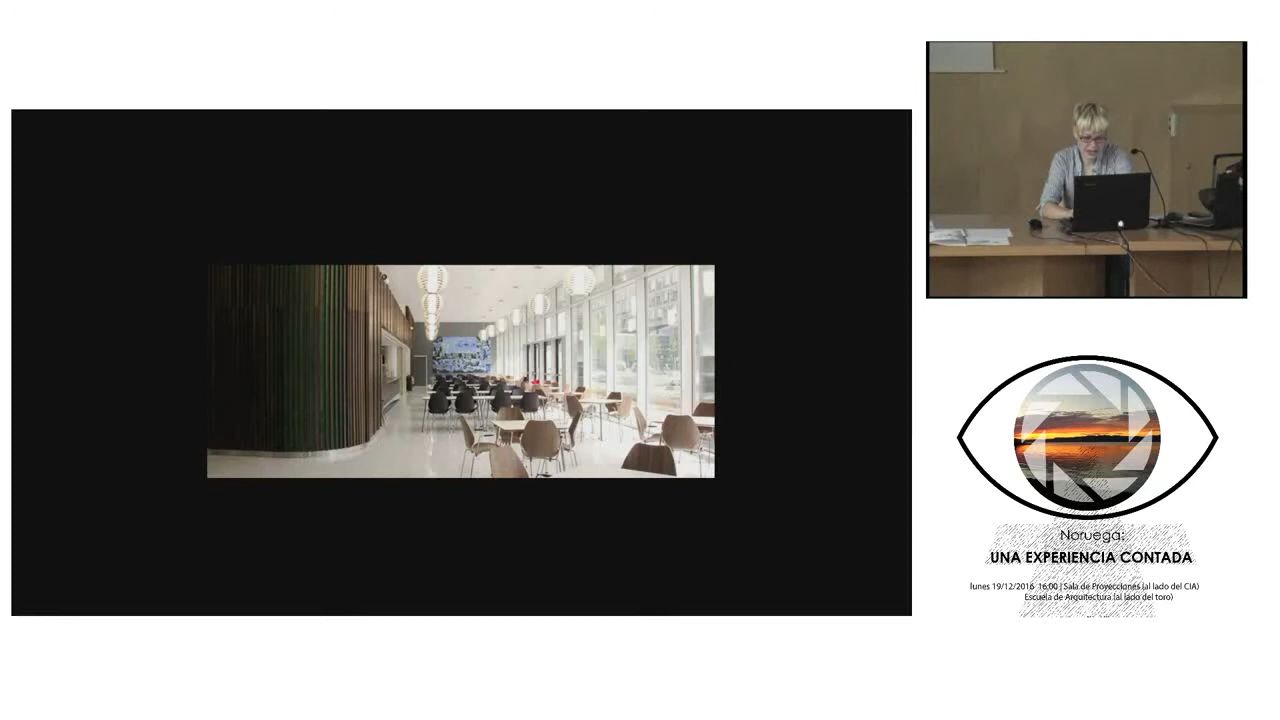 Noruega:
UNA EXPERIENCIA CONTADA
lunes 19/12/2016 16:00 | Sala de Proyecciones (al lado del CIA)
Escuela de Arquitectura (al lado del toro)